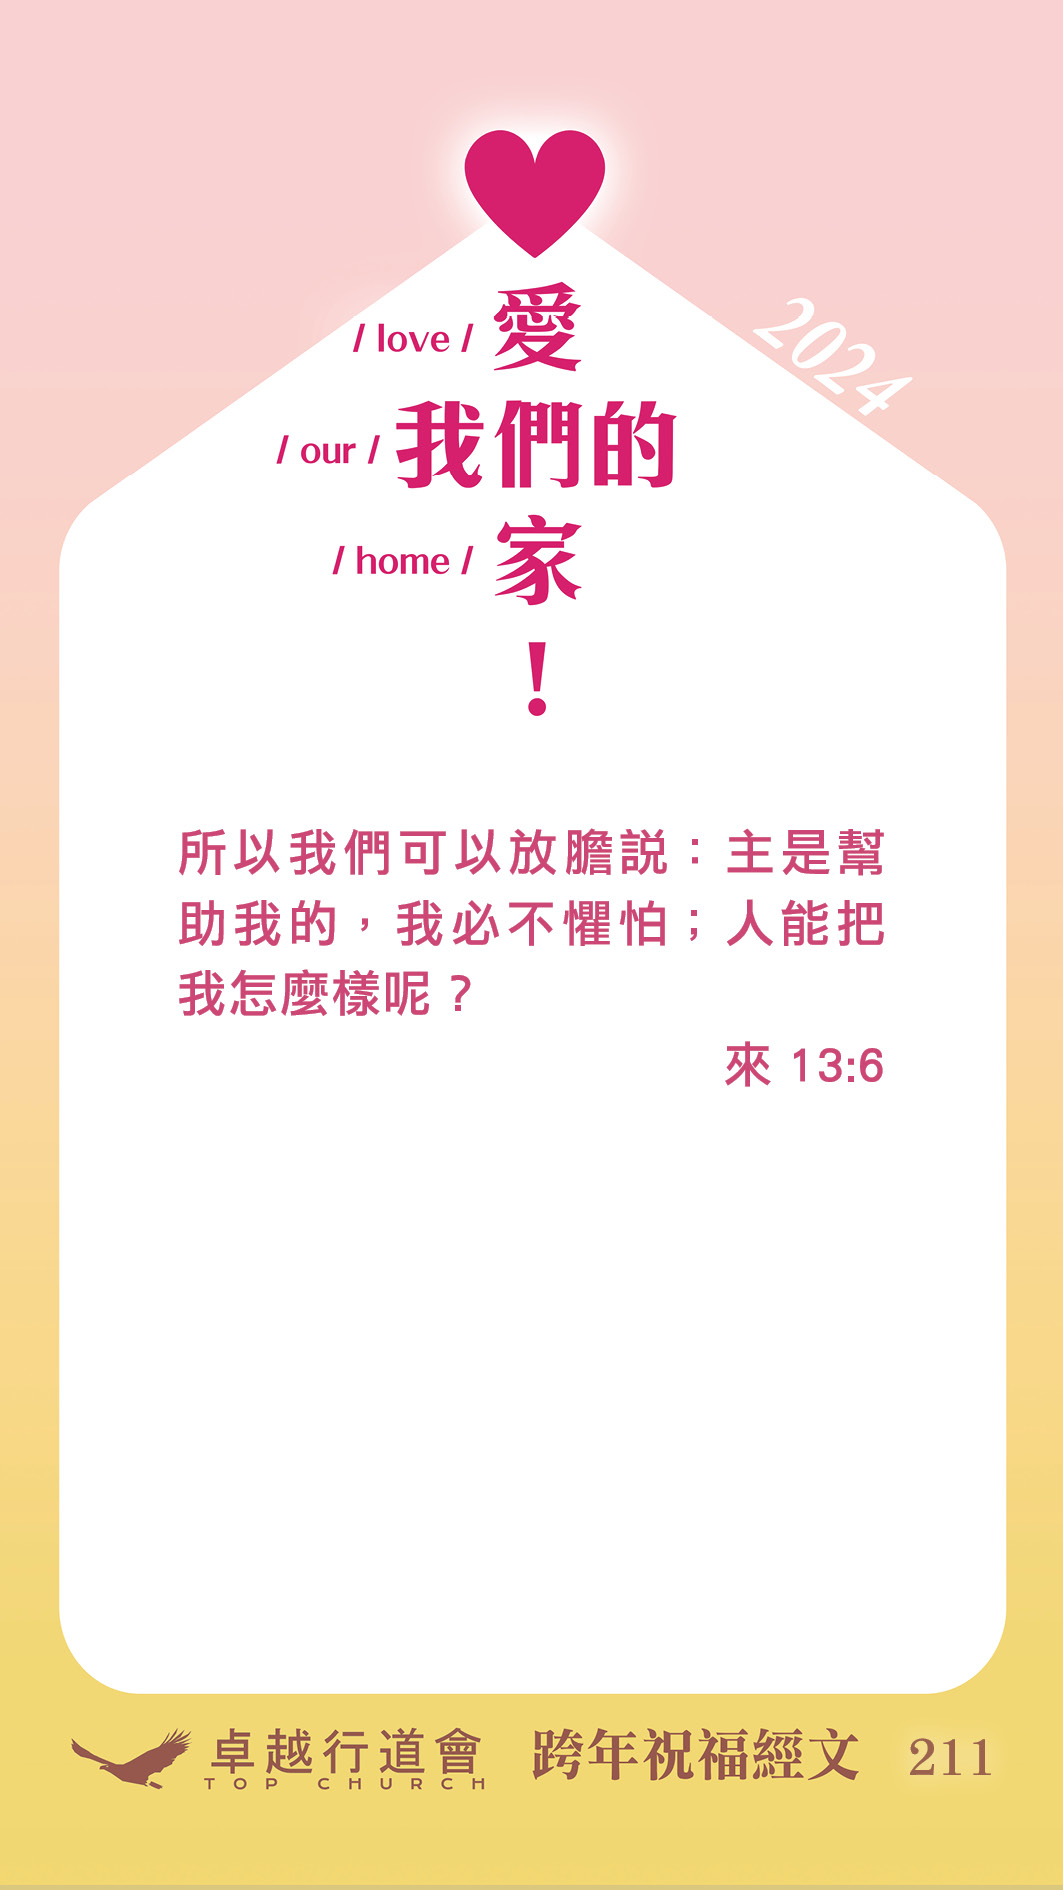 / love / 愛
2024
/ our / 我們的
/ home / 家
!
所以我們可以放膽説：主是幫
助我的，我必不懼怕；人能把
我怎麼樣呢？
來 13:6
卓越行道會 跨年祝福經文 211
TOP CHURCH